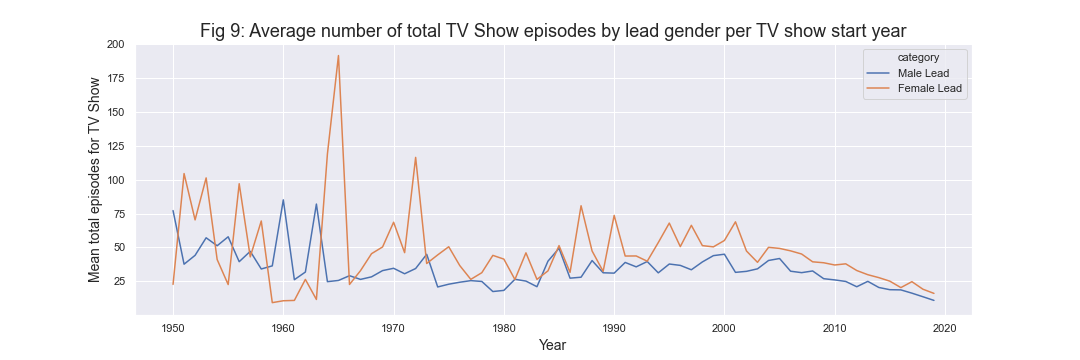 Fig 9: Average number of total TV Show episodes by lead gender per TV show start year
200
175
150
125
100
75
50
25
Mean total episodes for TV Show
category
Male Lead
Female Lead
1950 1960 1970 1980 1990 2000 2010 2020
Year